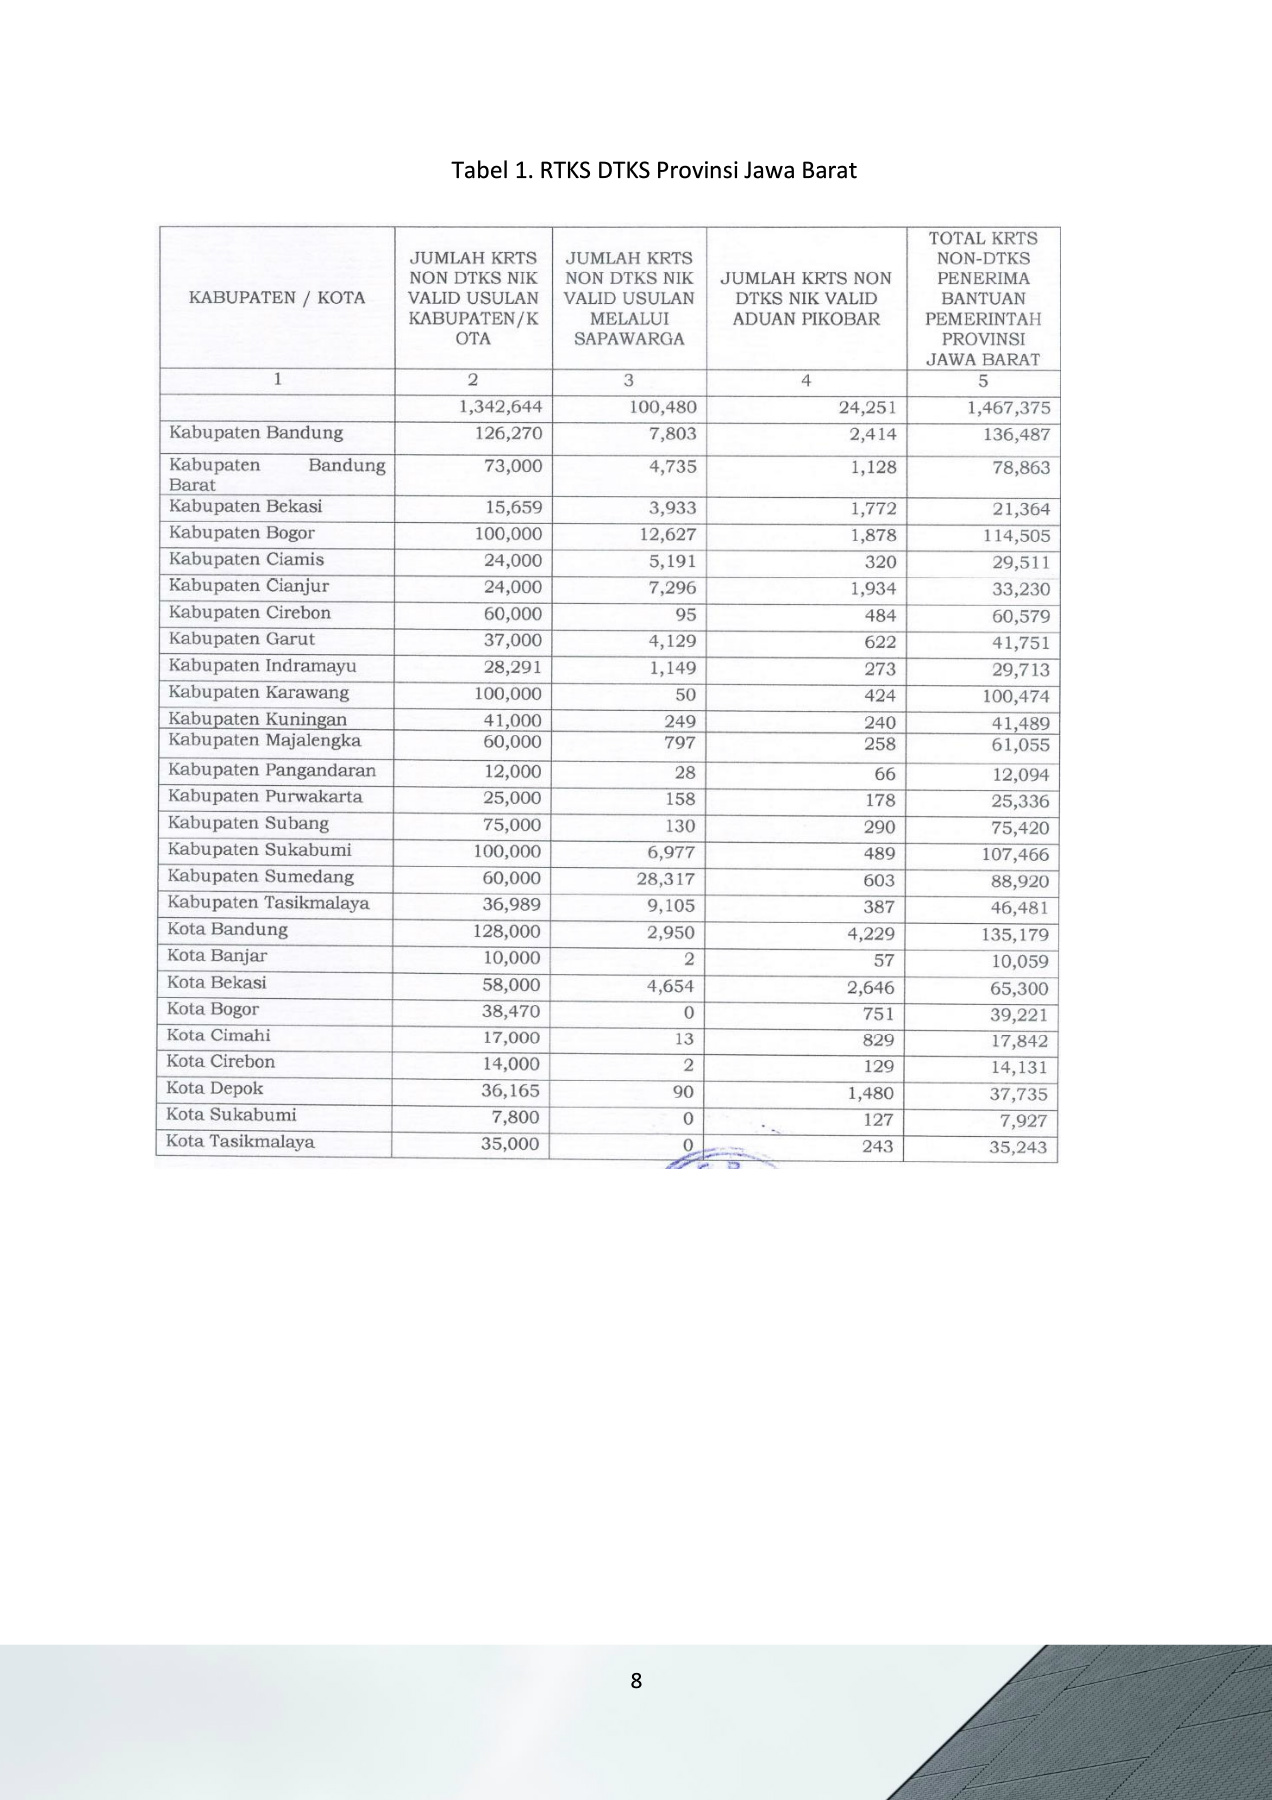 Tabel 1. RTKS DTKS Provinsi Jawa Barat
KABUPATEN / KOTA
JUMLAH KRTS
NON DTKS NIK
VALID USULAN
KABUPATEN/K
OTA
JUMLAH KRTS
NON DTKS NIK
VALID USULAN
MELALUI
SAPAWARGA
JUMLAH KRTS NON
DTKS NIK VALID
ADUAN PIKOBAR
TOTAL KRTS
NON-DTKS
PENERIMA
BANTUAN
PEMERINTAH
PROVINSI
JAWA BARAT
1 2 3 4 5
1,342,644 100,480 24,251 1,467,375
Kabupaten Bandung 126,270 7,803 2,414 136,487
Kabupaten Bandung 73,000 4,735 1,128 78,863
Barat
Kabupaten Bekasi 15,659 3,933 1,772 21,364
Kabupaten Bogor 100,000 12,627 1,878 114,505
Kabupaten Ciamis 24,000 5,191 320 29,511
Kabupaten Cianjur 24,000 7,296 1,934 33,230
Kabupaten Cirebon 60,000 95 484 60,579
Kabupaten Garut 37,000 4,129 622 41,751
Kabupaten Indramayu 28,291 1,149 273 29,713
Kabupaten Karawang 100,000 50 424 100,474
Kabupaten Kuningan 41,000 249 240 41,489
Kabupaten Majalengka 60,000 797 258 61,055
Kabupaten Pangandaran 12,000 28 66 12,094
Kabupaten Purwakarta 25,000 158 178 25,336
Kabupaten Subang 75,000 130 290 75,420
Kabupaten Sukabumi 100,000 6,977 489 107,466
Kabupaten Sumedang 60,000 28,317 603 88,920
Kabupaten Tasikmalaya 36,989 9,105 387 46,481
Kota Bandung 128,000 2,950 4,229 135,179
Kota Banjar 10,000 2 57 10,059
Kota Bekasi 58,000 4,654 2,646 65,300
Kota Bogor 38,470 0 751 39,221
Kota Cimahi 17,000 13 829 17,842
Kota Cirebon 14,000 2 129 14,131
Kota Depok 36,165 90 1,480 37,735
Kota Sukabumi 7,800 0 127 7,927
Kota Tasikmalaya 35,000 0 243 35,243
8